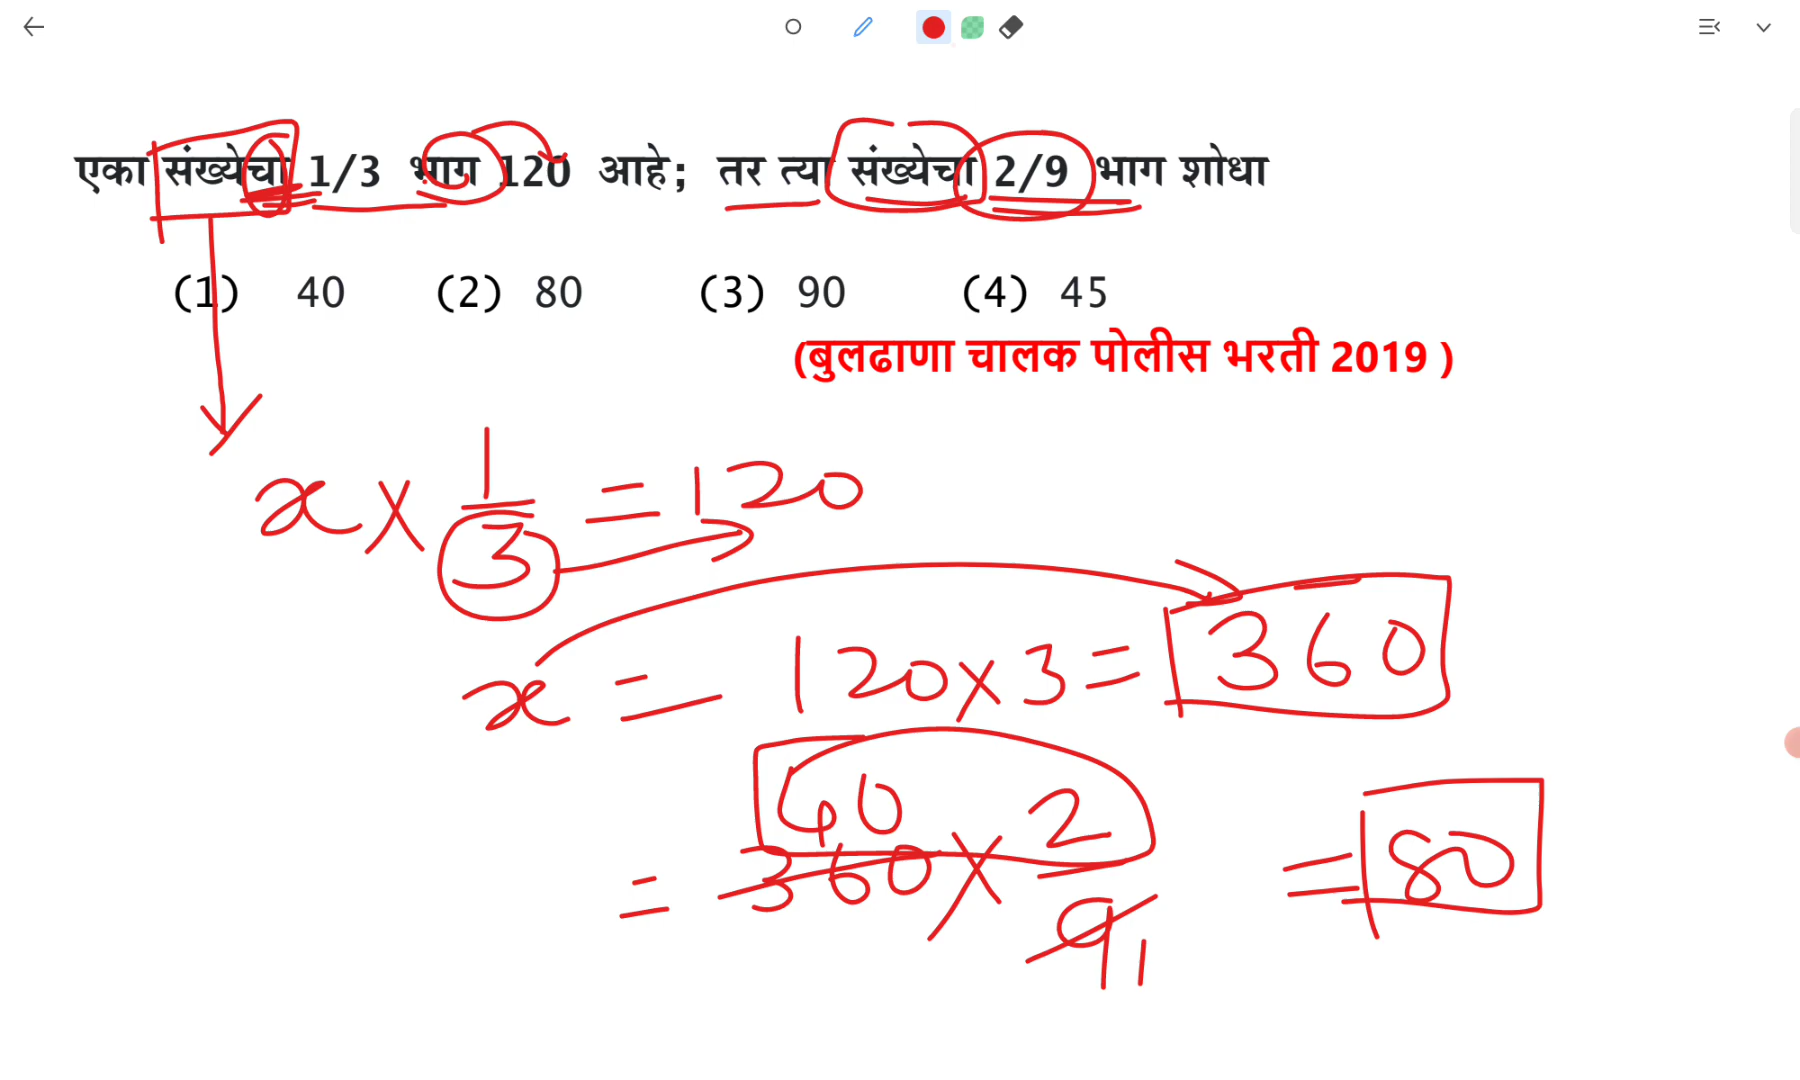 एका संख्येचा 1/3 भाग 120 आहे; तर त्या संख्येचा 2/9 भाग शोधा
(1) 40 (2) 80 (3) 90 (4) 45
(बुलढाणा चालक पोलीस भरती 2019 )
x × 1/3 = 120
x = 120 × 3 = 360
40
= 360 × 2/9 = 80
1